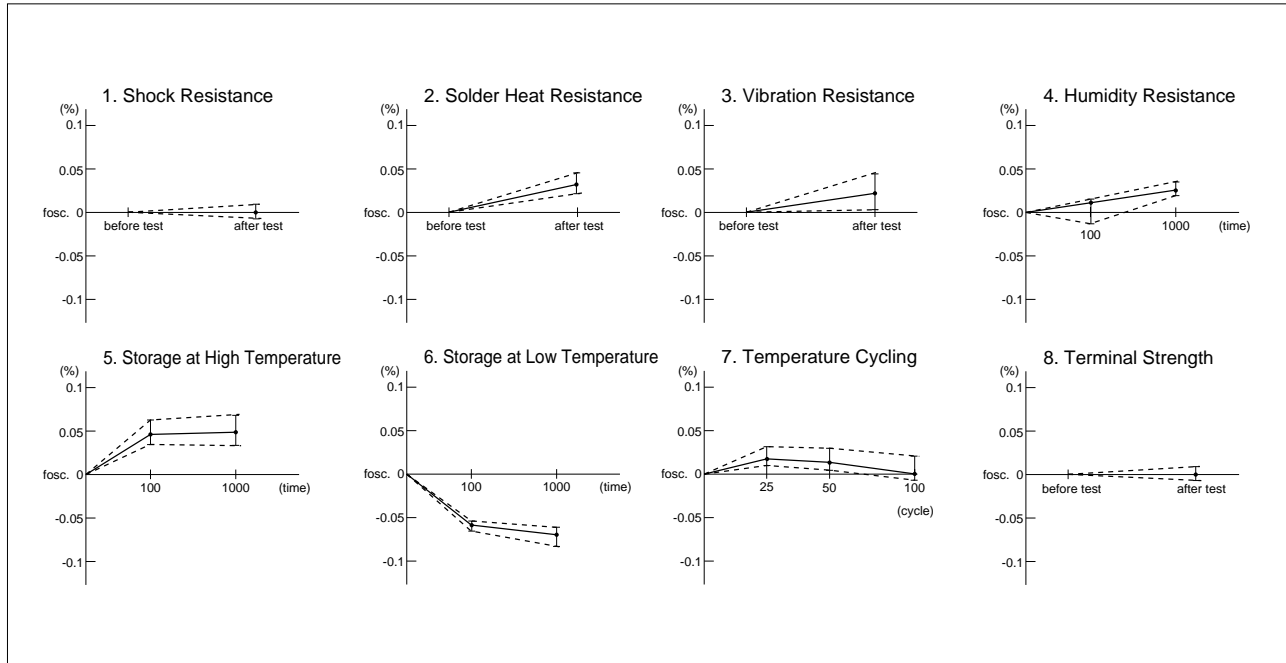 1. Shock Resistance
(%)
0.1
0.05
fosc. 0
before test after test
-0.05
-0.1
2. Solder Heat Resistance
(%)
0.1
0.05
fosc. 0
before test after test
-0.05
-0.1
3. Vibration Resistance
(%)
0.1
0.05
fosc. 0
before test after test
-0.05
-0.1
4. Humidity Resistance
(%)
0.1
0.05
fosc. 0
100 1000 (time)
-0.05
-0.1
5. Storage at High Temperature
(%)
0.1
0.05
fosc. 0
100 1000 (time)
-0.05
-0.1
6. Storage at Low Temperature
(%)
0.1
0.05
fosc. 0
100 1000 (time)
-0.05
-0.1
7. Temperature Cycling
(%)
0.1
0.05
fosc. 0
25 50 100
(cycle)
-0.05
-0.1
8. Terminal Strength
(%)
0.1
0.05
fosc. 0
before test after test
-0.05
-0.1